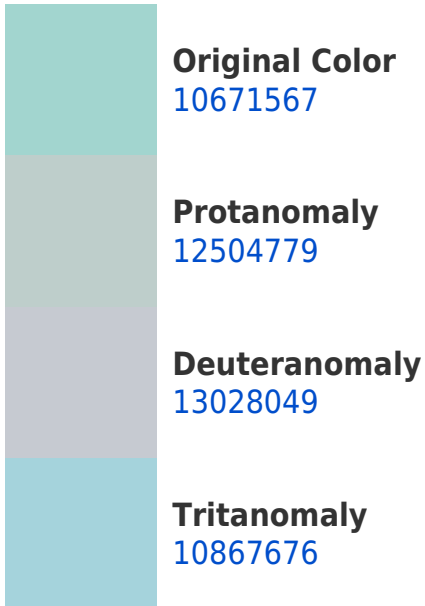 Original Color
10671567
Protanomaly
12504779
Deuteranomaly
13028049
Tritanomaly
10867676